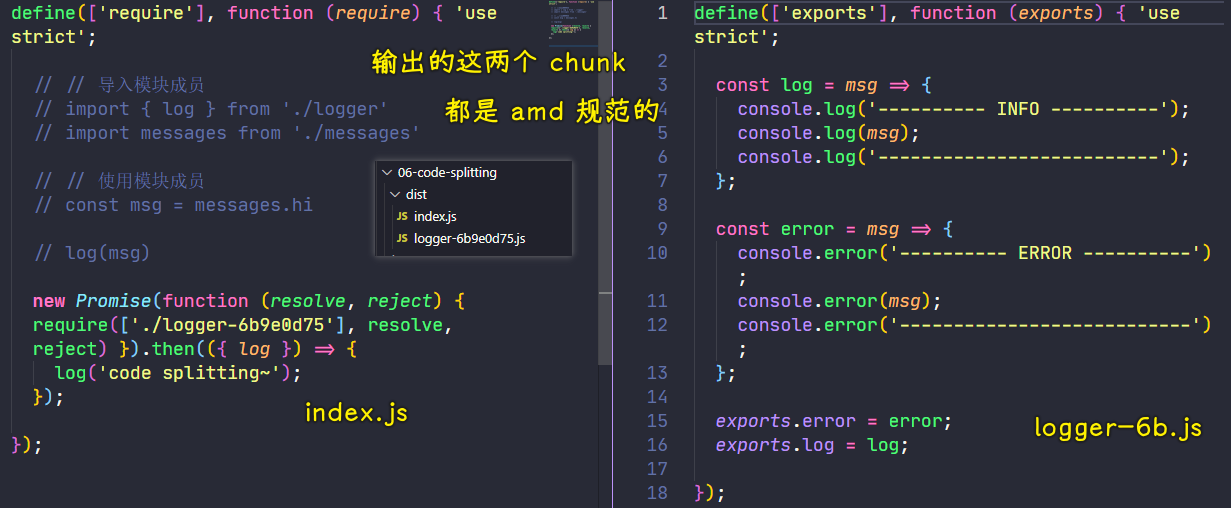 define(['require'], function (require) { 'use
strict';
// // 导入模块成员
// import { log } from './logger'
// import messages from './messages'
// // 使用模块成员
// const msg = messages.hi
// log(msg)
new Promise(function (resolve, reject) {
require(['./logger-6b9e0d75'], resolve,
reject) }).then(({ log }) => {
log('code splitting~');
});
});
输出的这两个 chunk
都是 amd 规范的
06-code-splitting
dist
JS index.js
JS logger-6b9e0d75.js
index.js
1 define(['exports'], function (exports) { 'use
strict';
2
3 const log = msg => {
4 console.log('---------- INFO ----------');
5 console.log(msg);
6 console.log('--------------------------');
7 };
8
9 const error = msg => {
10 console.error('---------- ERROR ----------')
;
11 console.error(msg);
12 console.error('---------------------------')
;
13 };
14
15 exports.error = error;
16 exports.log = log;
17
18 });
logger-6b.js